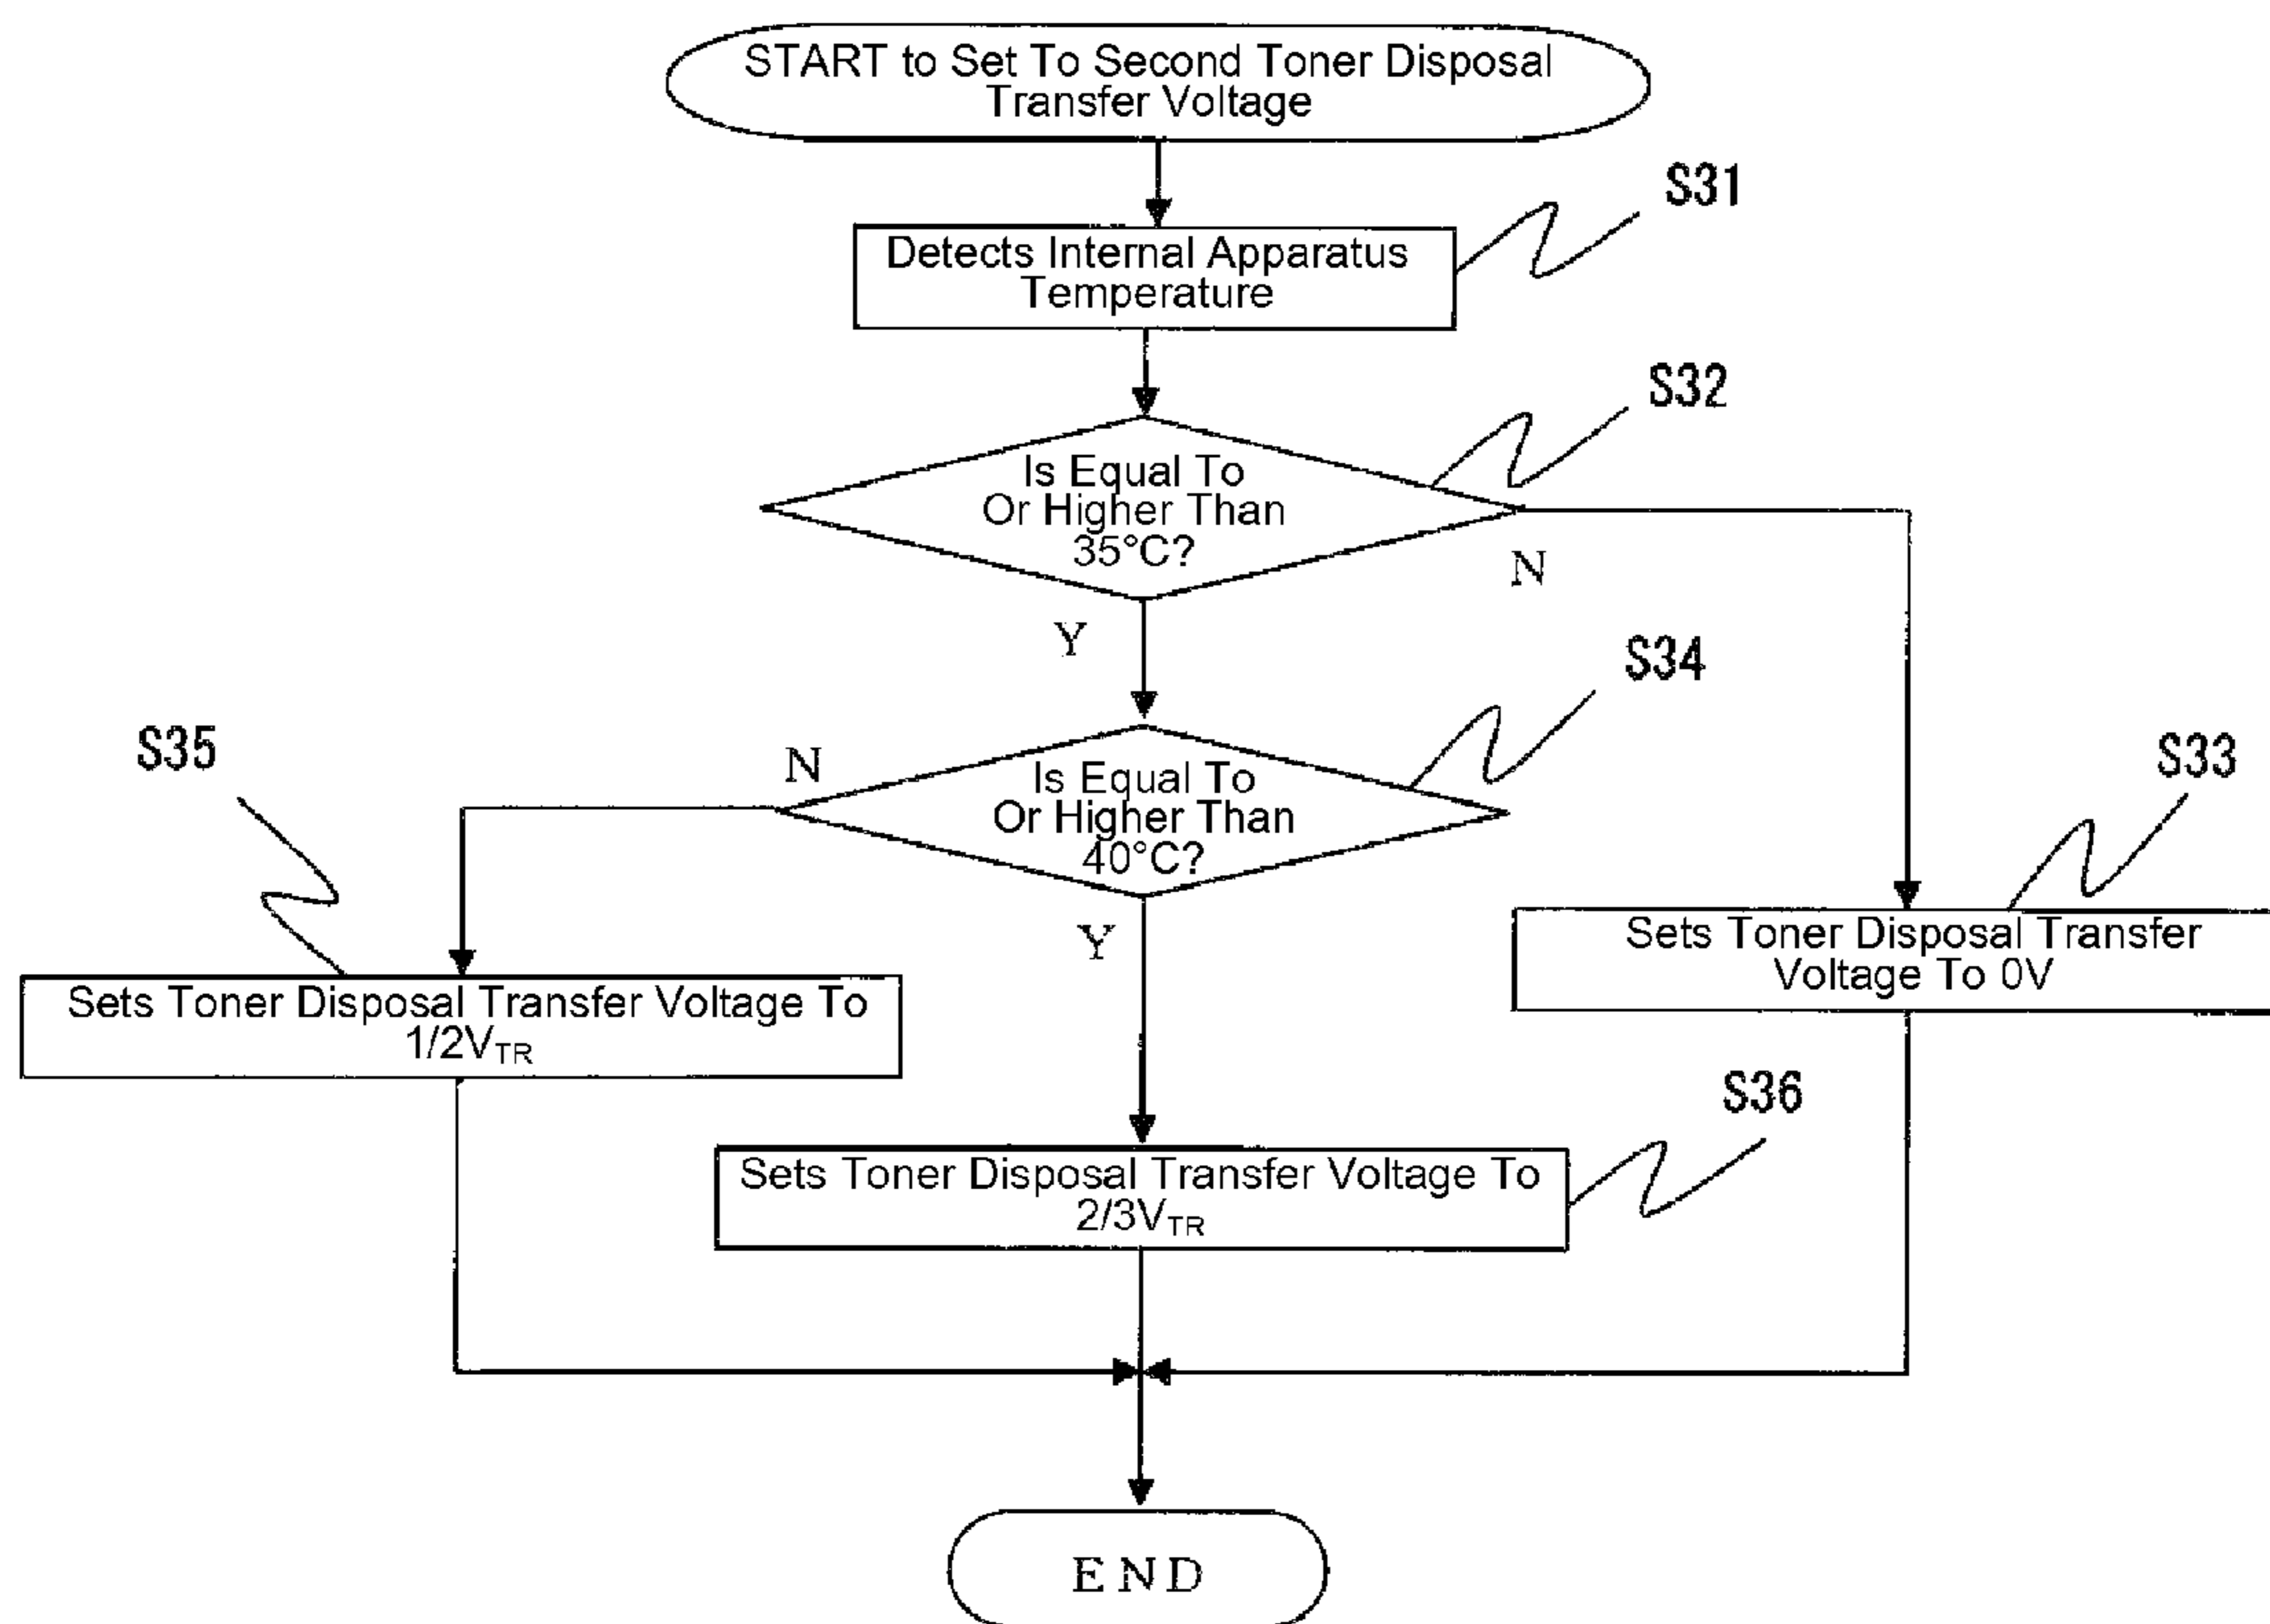 START to Set To Second Toner Disposal
Transfer Voltage
S31
Detects Internal Apparatus
Temperature
S32
Is Equal To
Or Higher Than
35°C?
N
Y
S34
S35
N
Is Equal To
Or Higher Than
40°C?
S33
Y
Sets Toner Disposal Transfer
Voltage To 0V
Sets Toner Disposal Transfer Voltage To
1/2V_TR
S36
Sets Toner Disposal Transfer Voltage To
2/3V_TR
END